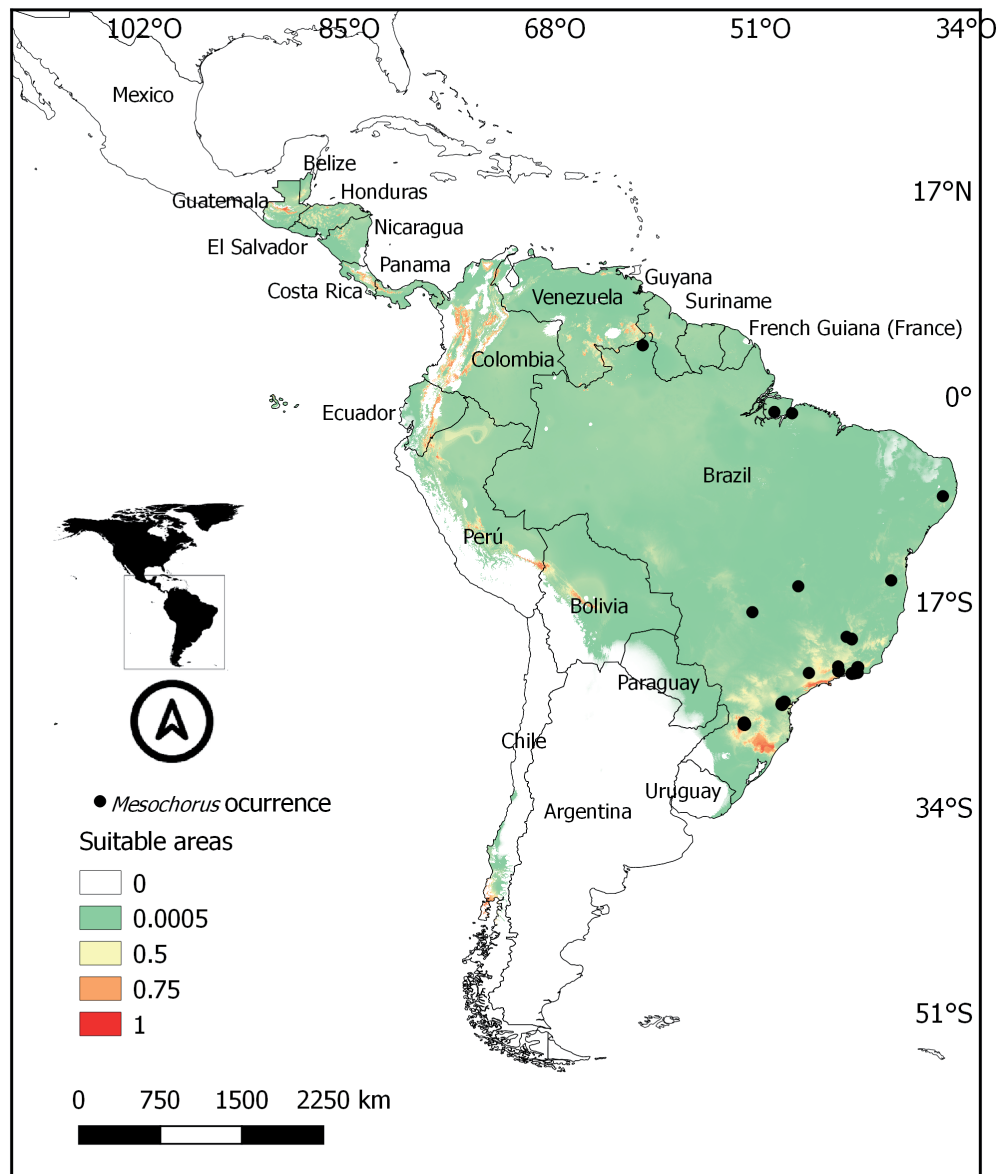 102°O 85°O 68°O 51°O 34°O
Mexico
Belize
17°N
Guatemala
Honduras
Nicaragua
El Salvador
Panama
Costa Rica
Guyana
Venezuela
Suriname
French Guiana (France)
Colombia
0°
Ecuador
Brazil
Perú
17°S
Bolivia
Paraguay
Chile
Uruguay
Mesochorus ocurrence
Argentina
34°S
Suitable areas
0
0.0005
0.5
0.75
1
51°S
0 750 1500 2250 km